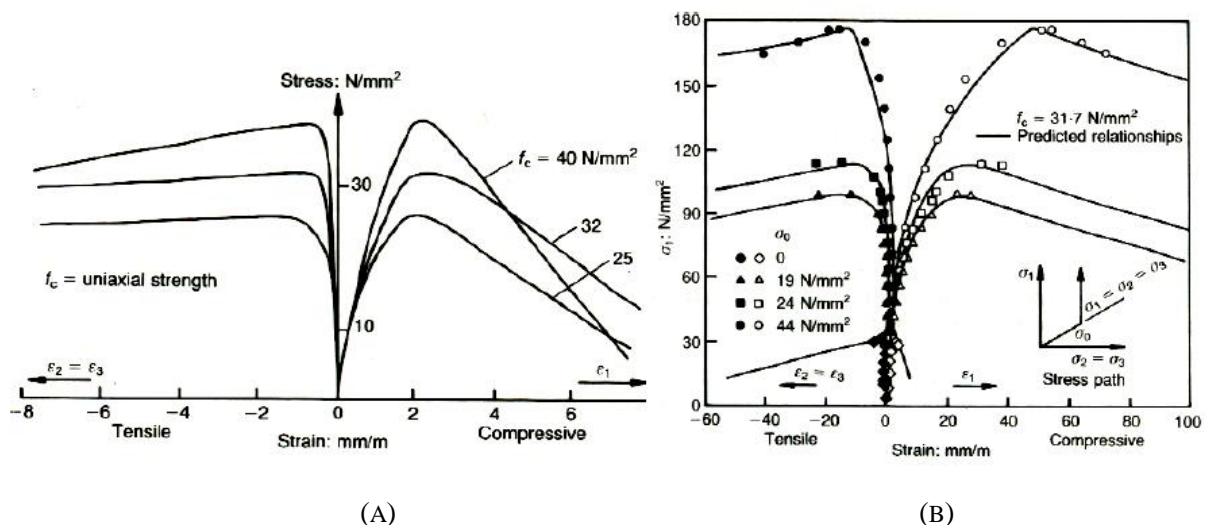 Stress: N/mm²
f_c = 40 N/mm²
30
32
25
f_c = uniaxial strength
10
ε₂ = ε₃
ε₁
−8 −6 −4 −2 0 2 4 6
Tensile Strain: mm/m Compressive
(A)
180
150
120
90
60
30
0
σ₁: N/mm²
f_c = 31·7 N/mm²
Predicted relationships
σ₀
0
19 N/mm²
24 N/mm²
44 N/mm²
σ₁
σ₁ = σ₂ = σ₃
σ₀
σ₂ = σ₃
Stress path
ε₂ = ε₃
ε₁
−60 −40 −20 0 20 40 60 80 100
Tensile Strain: mm/m Compressive
(B)